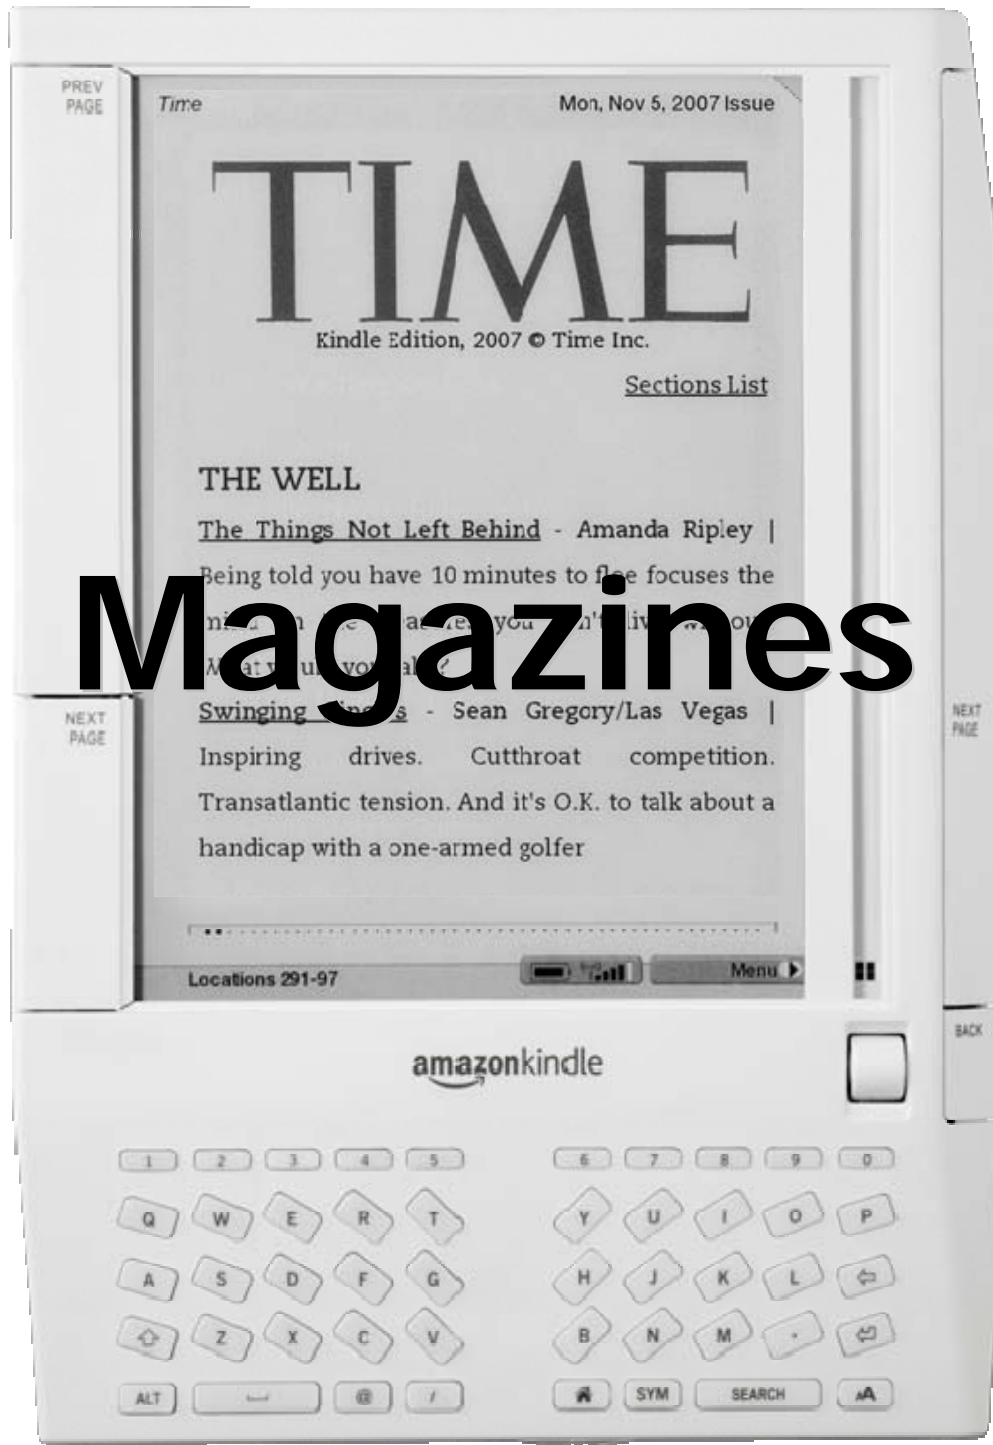 PREV
PAGE
Time
Mon, Nov 5, 2007 Issue
TIME
Kindle Edition, 2007 © Time Inc.
Sections List
THE WELL
The Things Not Left Behind - Amanda Ripley |
Being told you have 10 minutes to flee focuses the
Magazines
Swinging - Sean Gregory/Las Vegas |
Inspiring drives. Cutthroat competition.
Transatlantic tension. And it's O.K. to talk about a
handicap with a one-armed golfer
NEXT
PAGE
NEXT
PAGE
Locations 291-97
Menu
BACK
amazonkindle
1 2 3 4 5 6 7 8 9 0
Q W E R T Y U I O P
A S D F G H J K L
Z X C V B N M .
ALT @ / SYM SEARCH AA